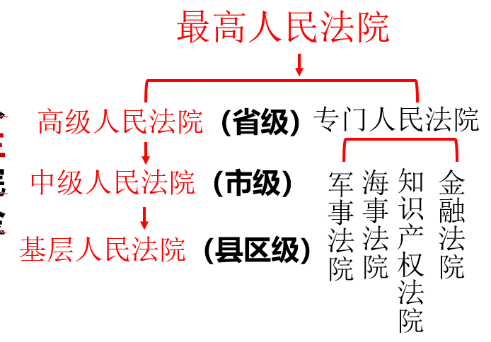 最高人民法院
高级人民法院（省级） 专门人民法院
中级人民法院（市级）
基层人民法院（县区级）
军事法院
海事法院
知识产权法院
金融法院